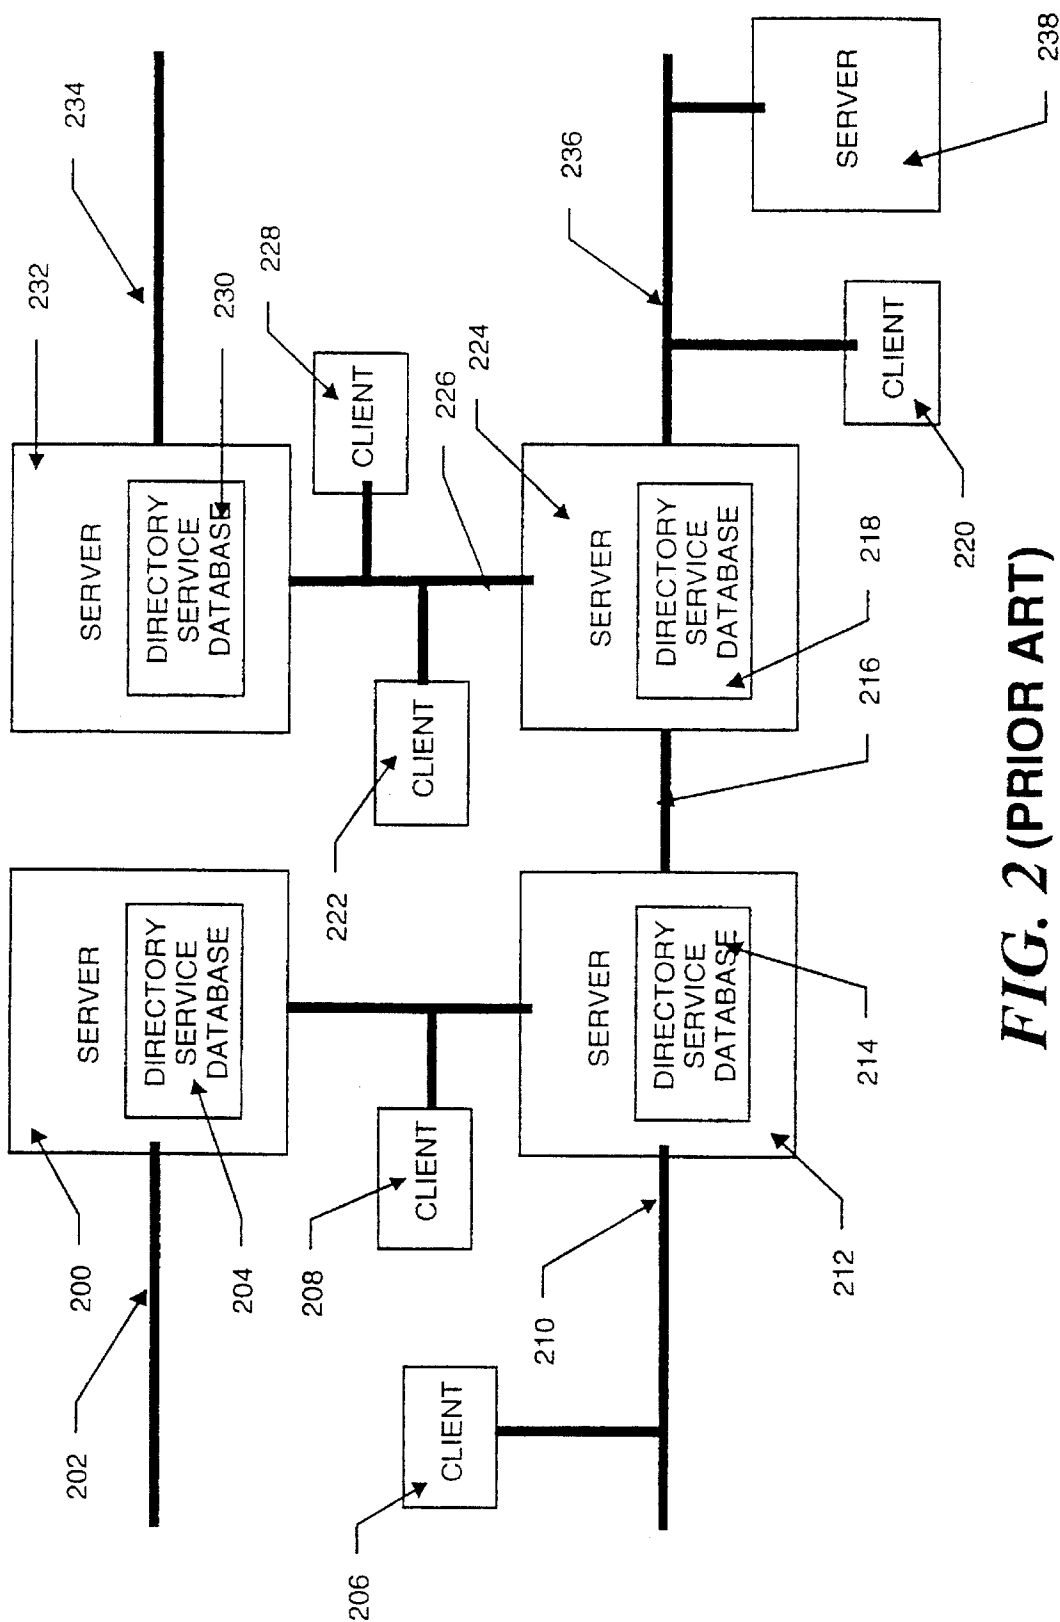 202
200
SERVER
DIRECTORY
SERVICE
DATABASE
204
232
SERVER
DIRECTORY
SERVICE
DATABASE
230
234
206
CLIENT
208
CLIENT
222
CLIENT
228
CLIENT
226
224
210
212
SERVER
DIRECTORY
SERVICE
DATABASE
214
216
SERVER
DIRECTORY
SERVICE
DATABASE
218
236
220
CLIENT
SERVER
238
FIG. 2 (PRIOR ART)